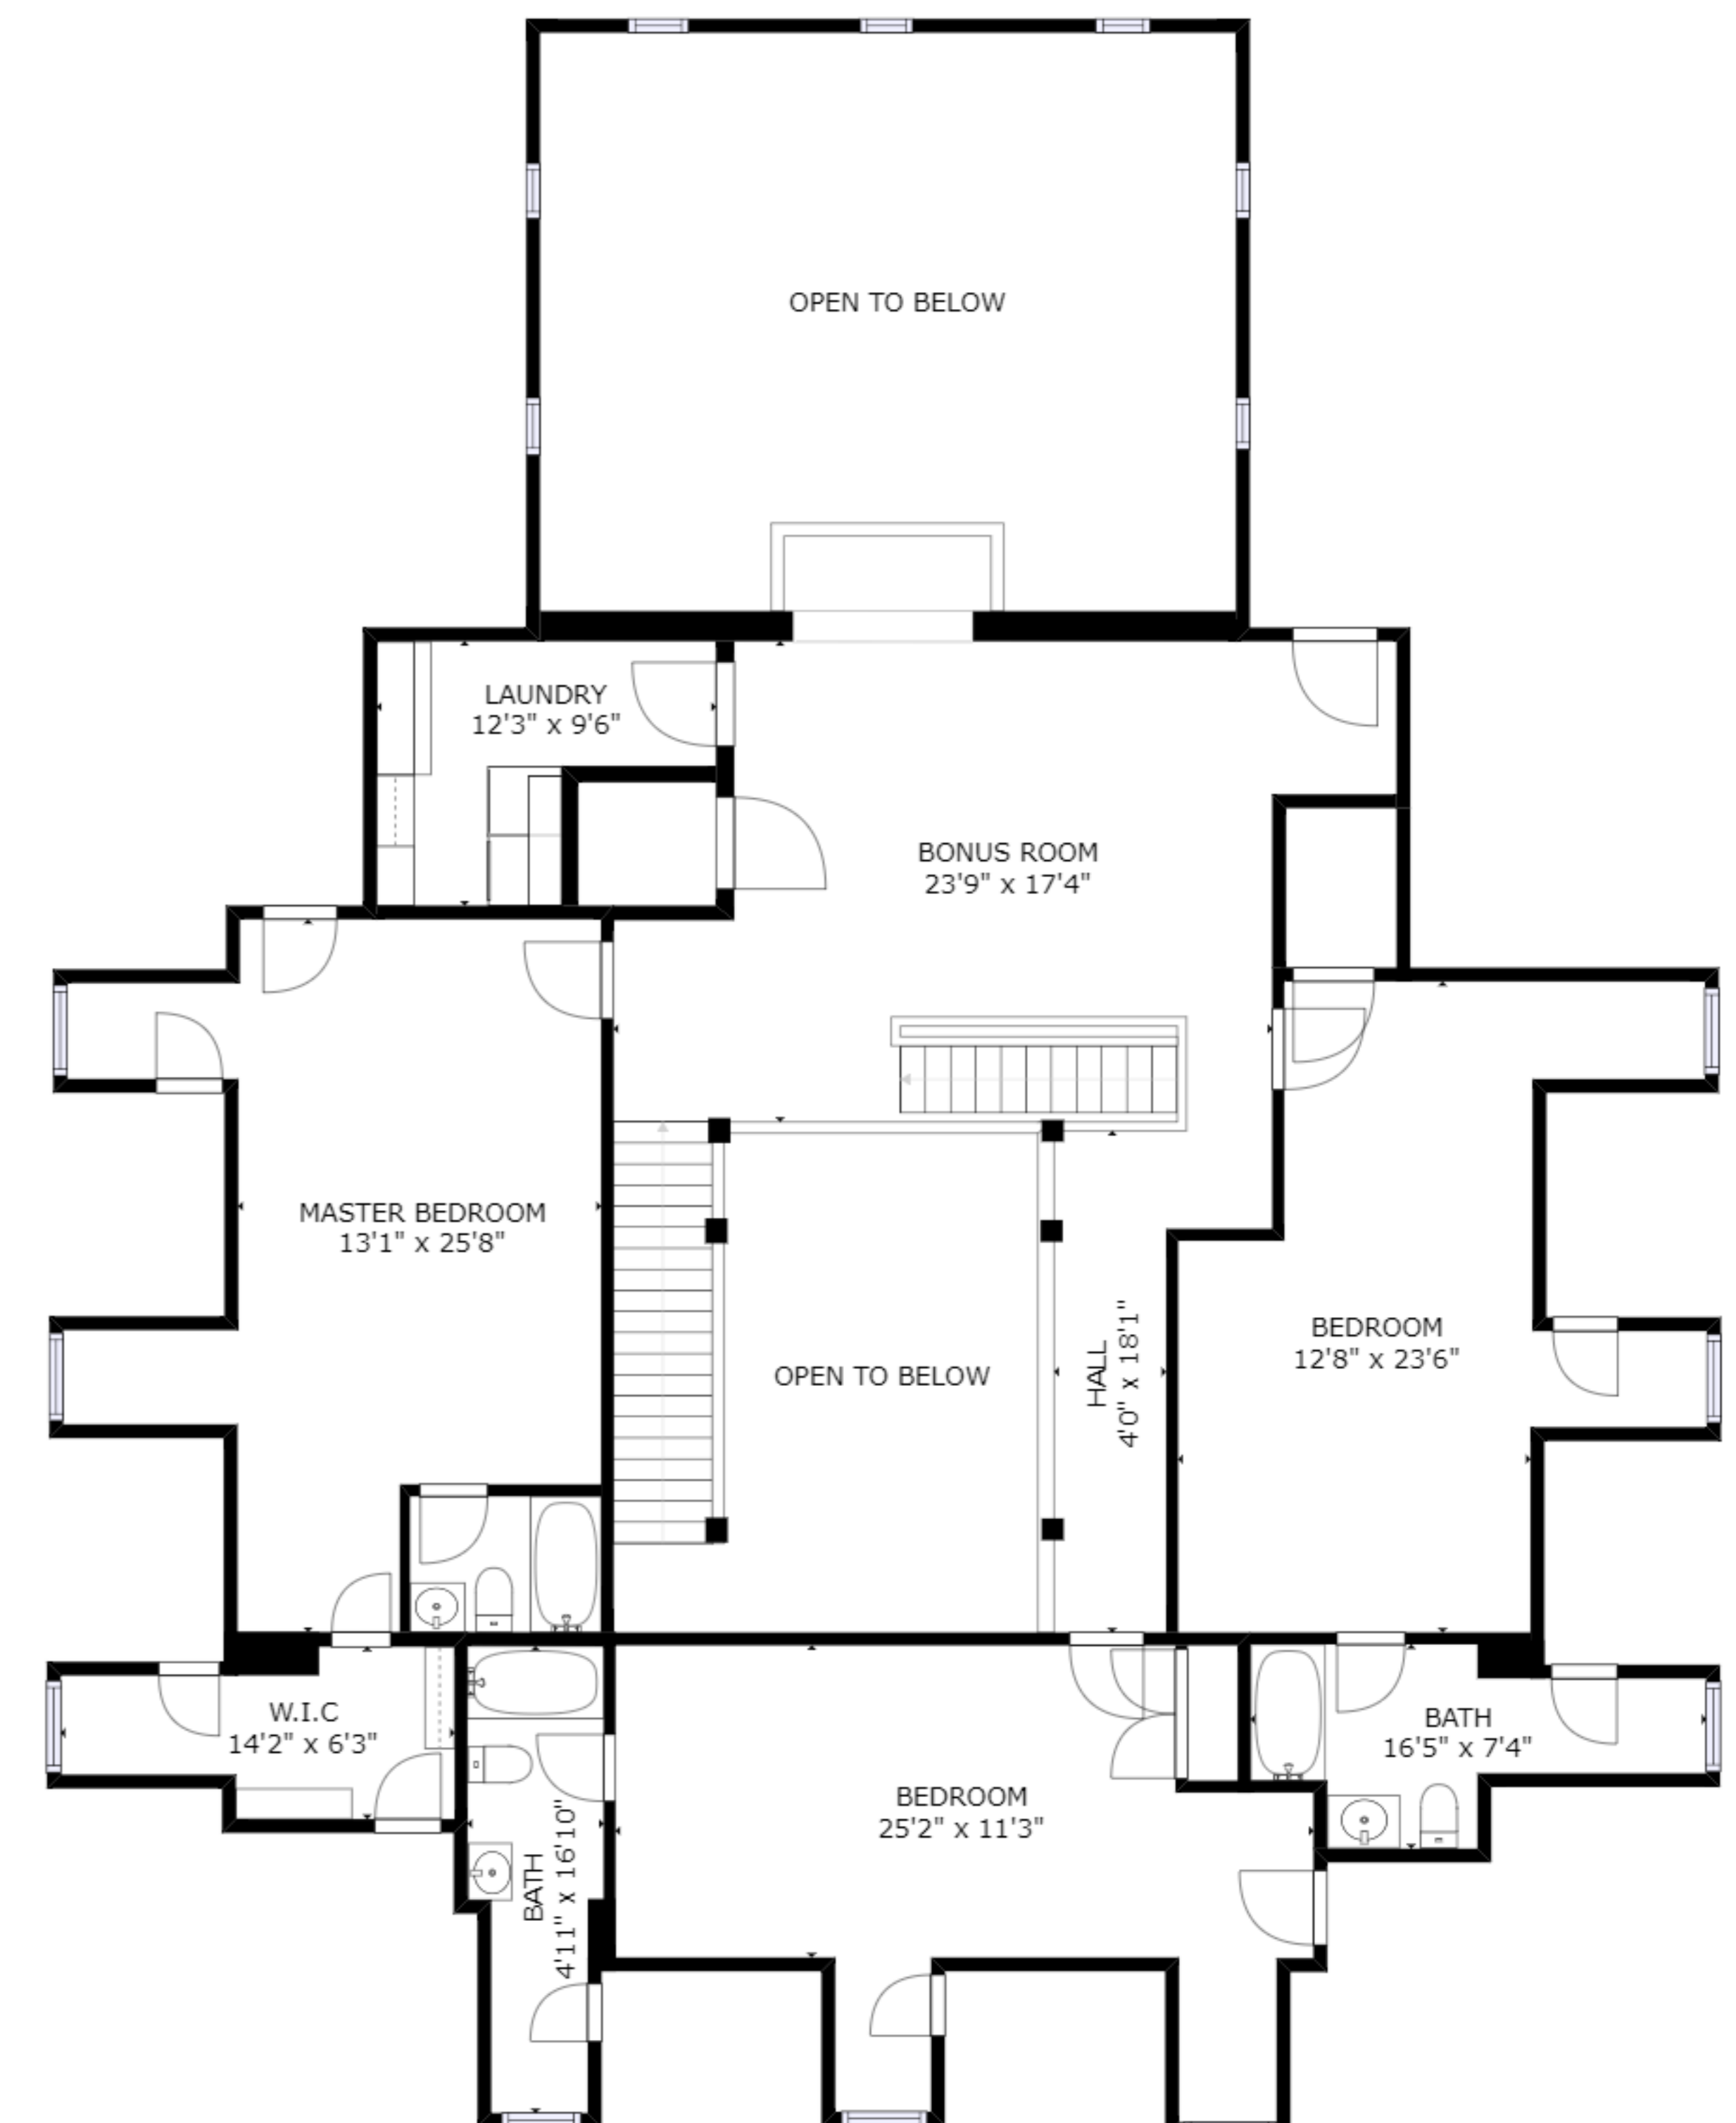 OPEN TO BELOW
LAUNDRY
12'3" x 9'6"
BONUS ROOM
23'9" x 17'4"
MASTER BEDROOM
13'1" x 25'8"
OPEN TO BELOW
HALL
4'0" x 18'1"
BEDROOM
12'8" x 23'6"
W.I.C
14'2" x 6'3"
BATH
4'11" x 16'10"
BEDROOM
25'2" x 11'3"
BATH
16'5" x 7'4"